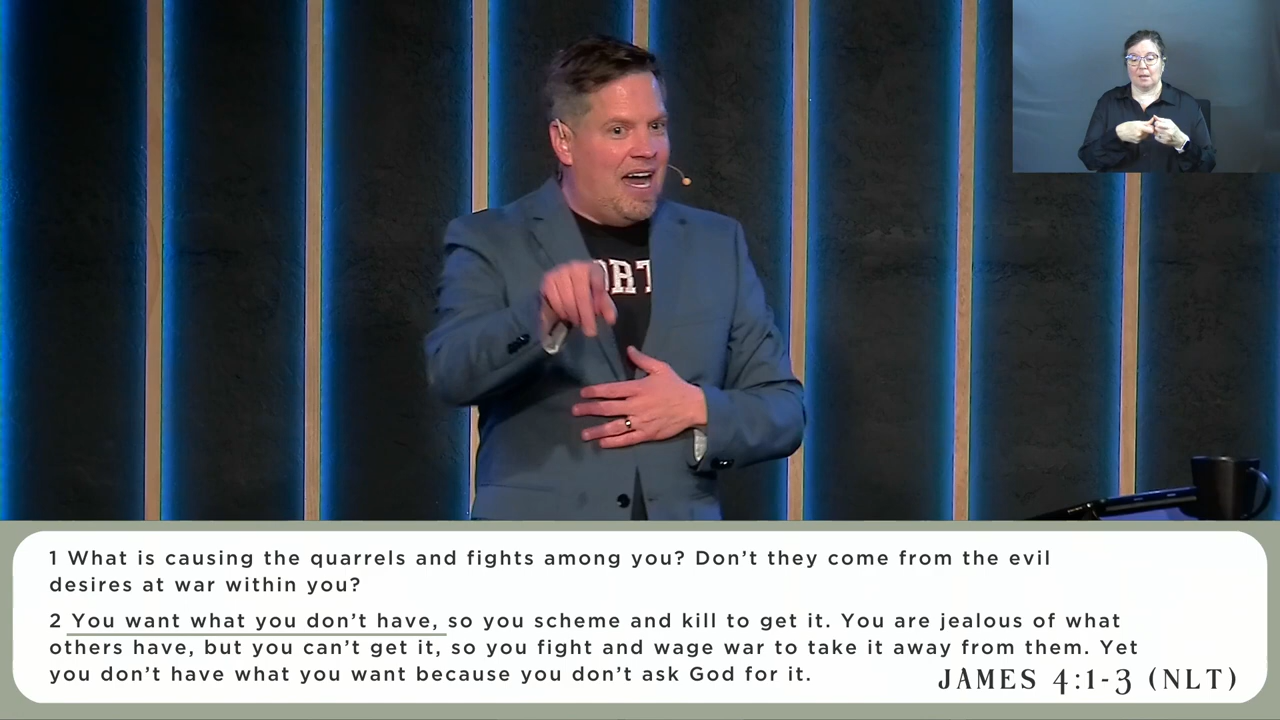 1 What is causing the quarrels and fights among you? Don’t they come from the evil
desires at war within you?
2 You want what you don’t have, so you scheme and kill to get it. You are jealous of what
others have, but you can’t get it, so you fight and wage war to take it away from them. Yet
you don’t have what you want because you don’t ask God for it.
JAMES 4:1-3 (NLT)